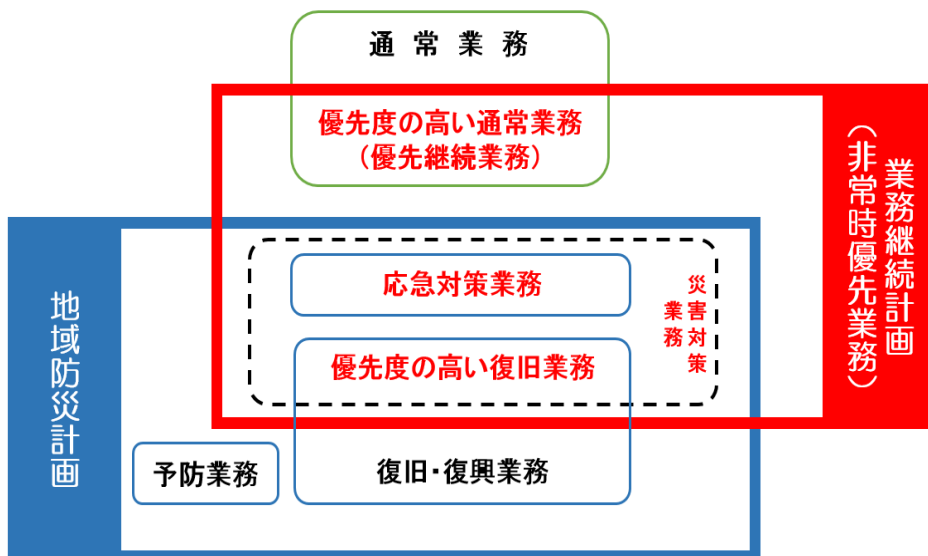 通常業務
優先度の高い通常業務
(優先継続業務)
業務継続計画
(非常時優先業務)
地域防災計画
応急対策業務
災害対策
業務
優先度の高い復旧業務
予防業務
復旧・復興業務